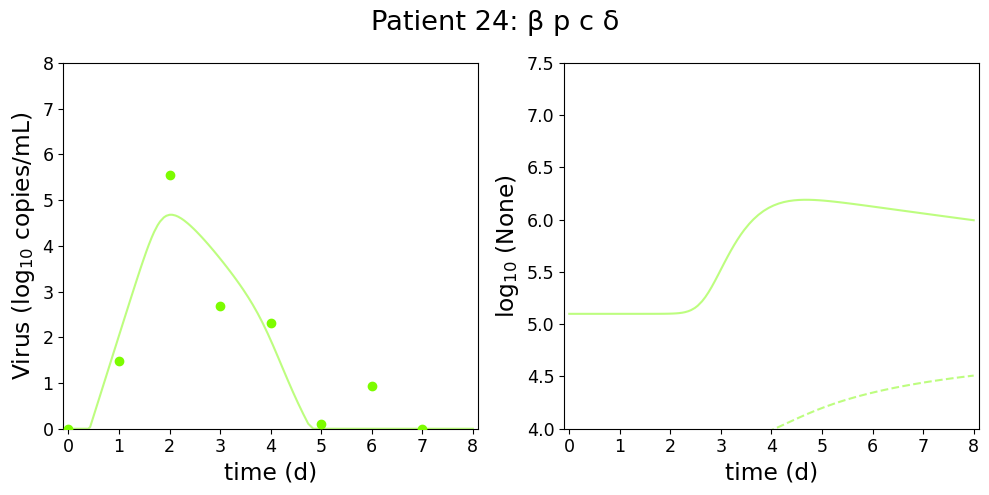 Patient 24: β p c δ
Virus (log₁₀ copies/mL)
8
7
6
5
4
3
2
1
0
0 1 2 3 4 5 6 7 8
time (d)
log₁₀ (None)
7.5
7.0
6.5
6.0
5.5
5.0
4.5
4.0
0 1 2 3 4 5 6 7 8
time (d)